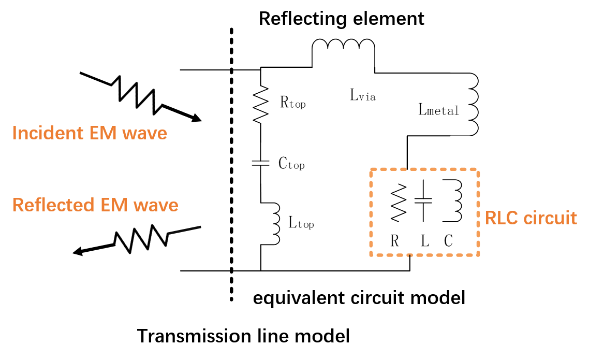 Reflecting element
Incident EM wave
Reflected EM wave
Rtop
Ctop
Ltop
Lvia
Lmetal
R L C
RLC circuit
equivalent circuit model
Transmission line model